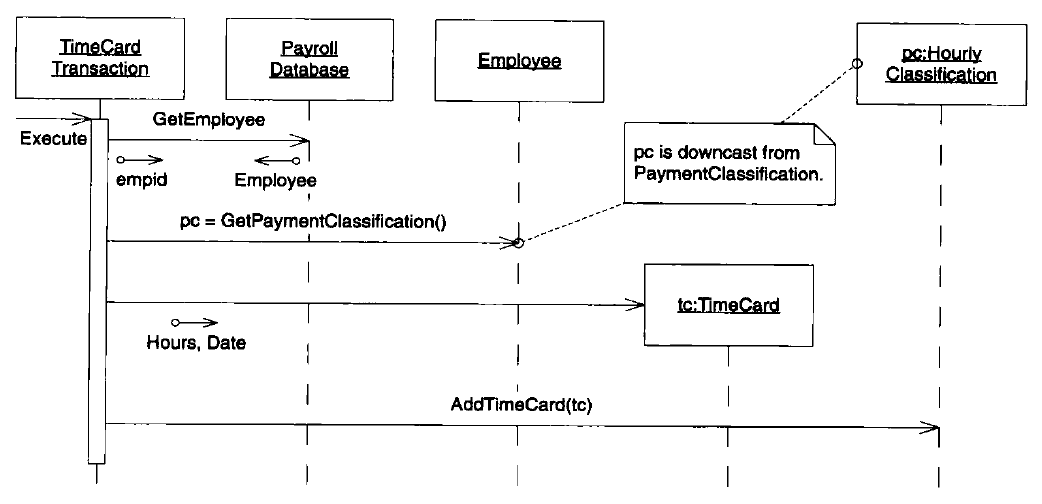 TimeCard
Transaction
Payroll
Database
Employee
pc:Hourly
Classification
Execute
GetEmployee
empid
Employee
pc is downcast from
PaymentClassification.
pc = GetPaymentClassification()
tc:TimeCard
Hours, Date
AddTimeCard(tc)